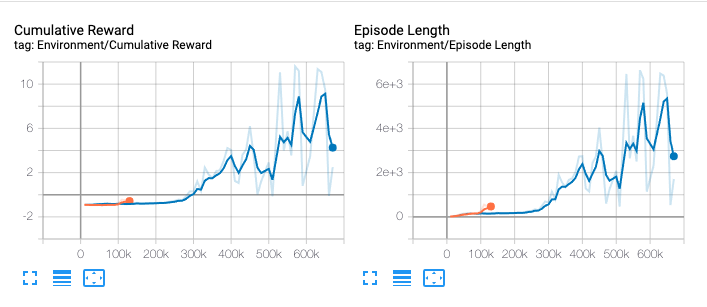 Cumulative Reward
tag: Environment/Cumulative Reward
10
6
2
-2
0 100k 200k 300k 400k 500k 600k
Episode Length
tag: Environment/Episode Length
6e+3
4e+3
2e+3
0
0 100k 200k 300k 400k 500k 600k